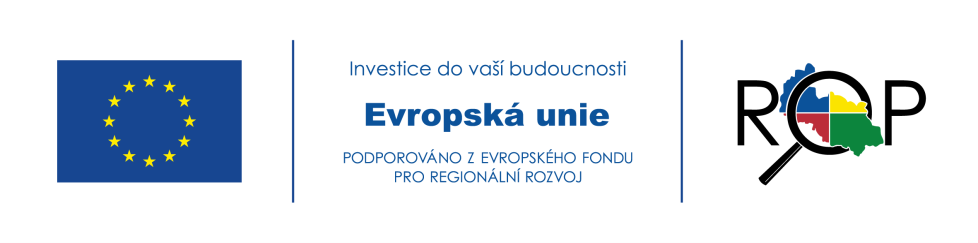 Investice do vaší budoucnosti
Evropská unie
PODPOROVÁNO Z EVROPSKÉHO FONDU
PRO REGIONÁLNÍ ROZVOJ
ROP